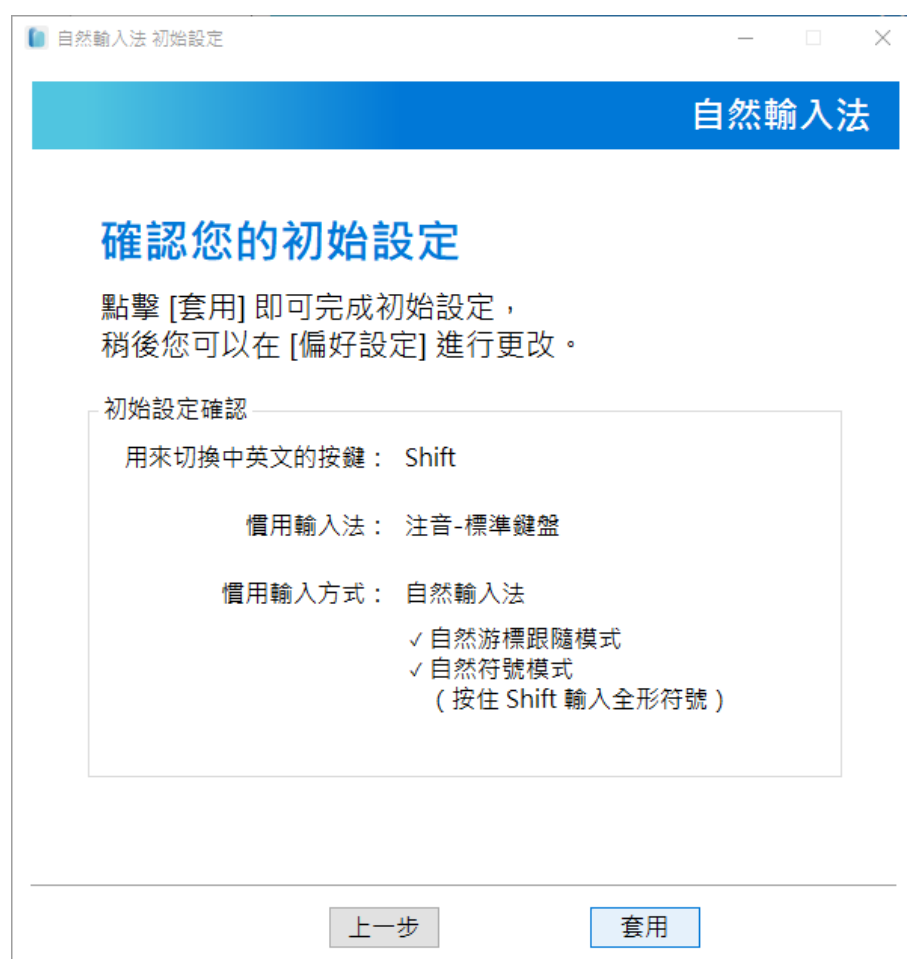 自然輸入法 初始設定
自然輸入法
確認您的初始設定
點擊 [套用] 即可完成初始設定，
稍後您可以在 [偏好設定] 進行更改。
初始設定確認
用來切換中英文的按鍵： Shift
慣用輸入法： 注音-標準鍵盤
慣用輸入方式： 自然輸入法
✓ 自然游標跟隨模式
✓ 自然符號模式
（按住 Shift 輸入全形符號）
上一步 套用